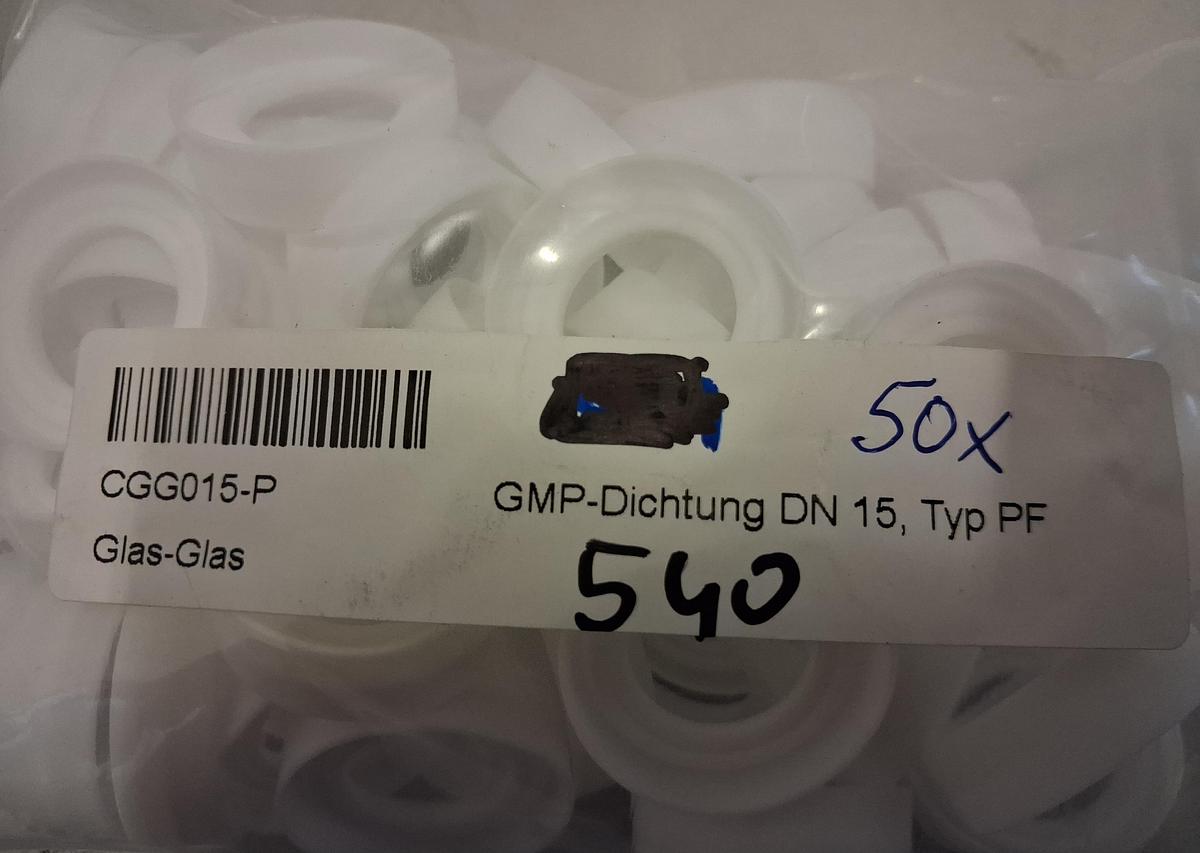 50x
CGG015-P
GMP-Dichtung DN 15, Typ PF
Glas-Glas
540